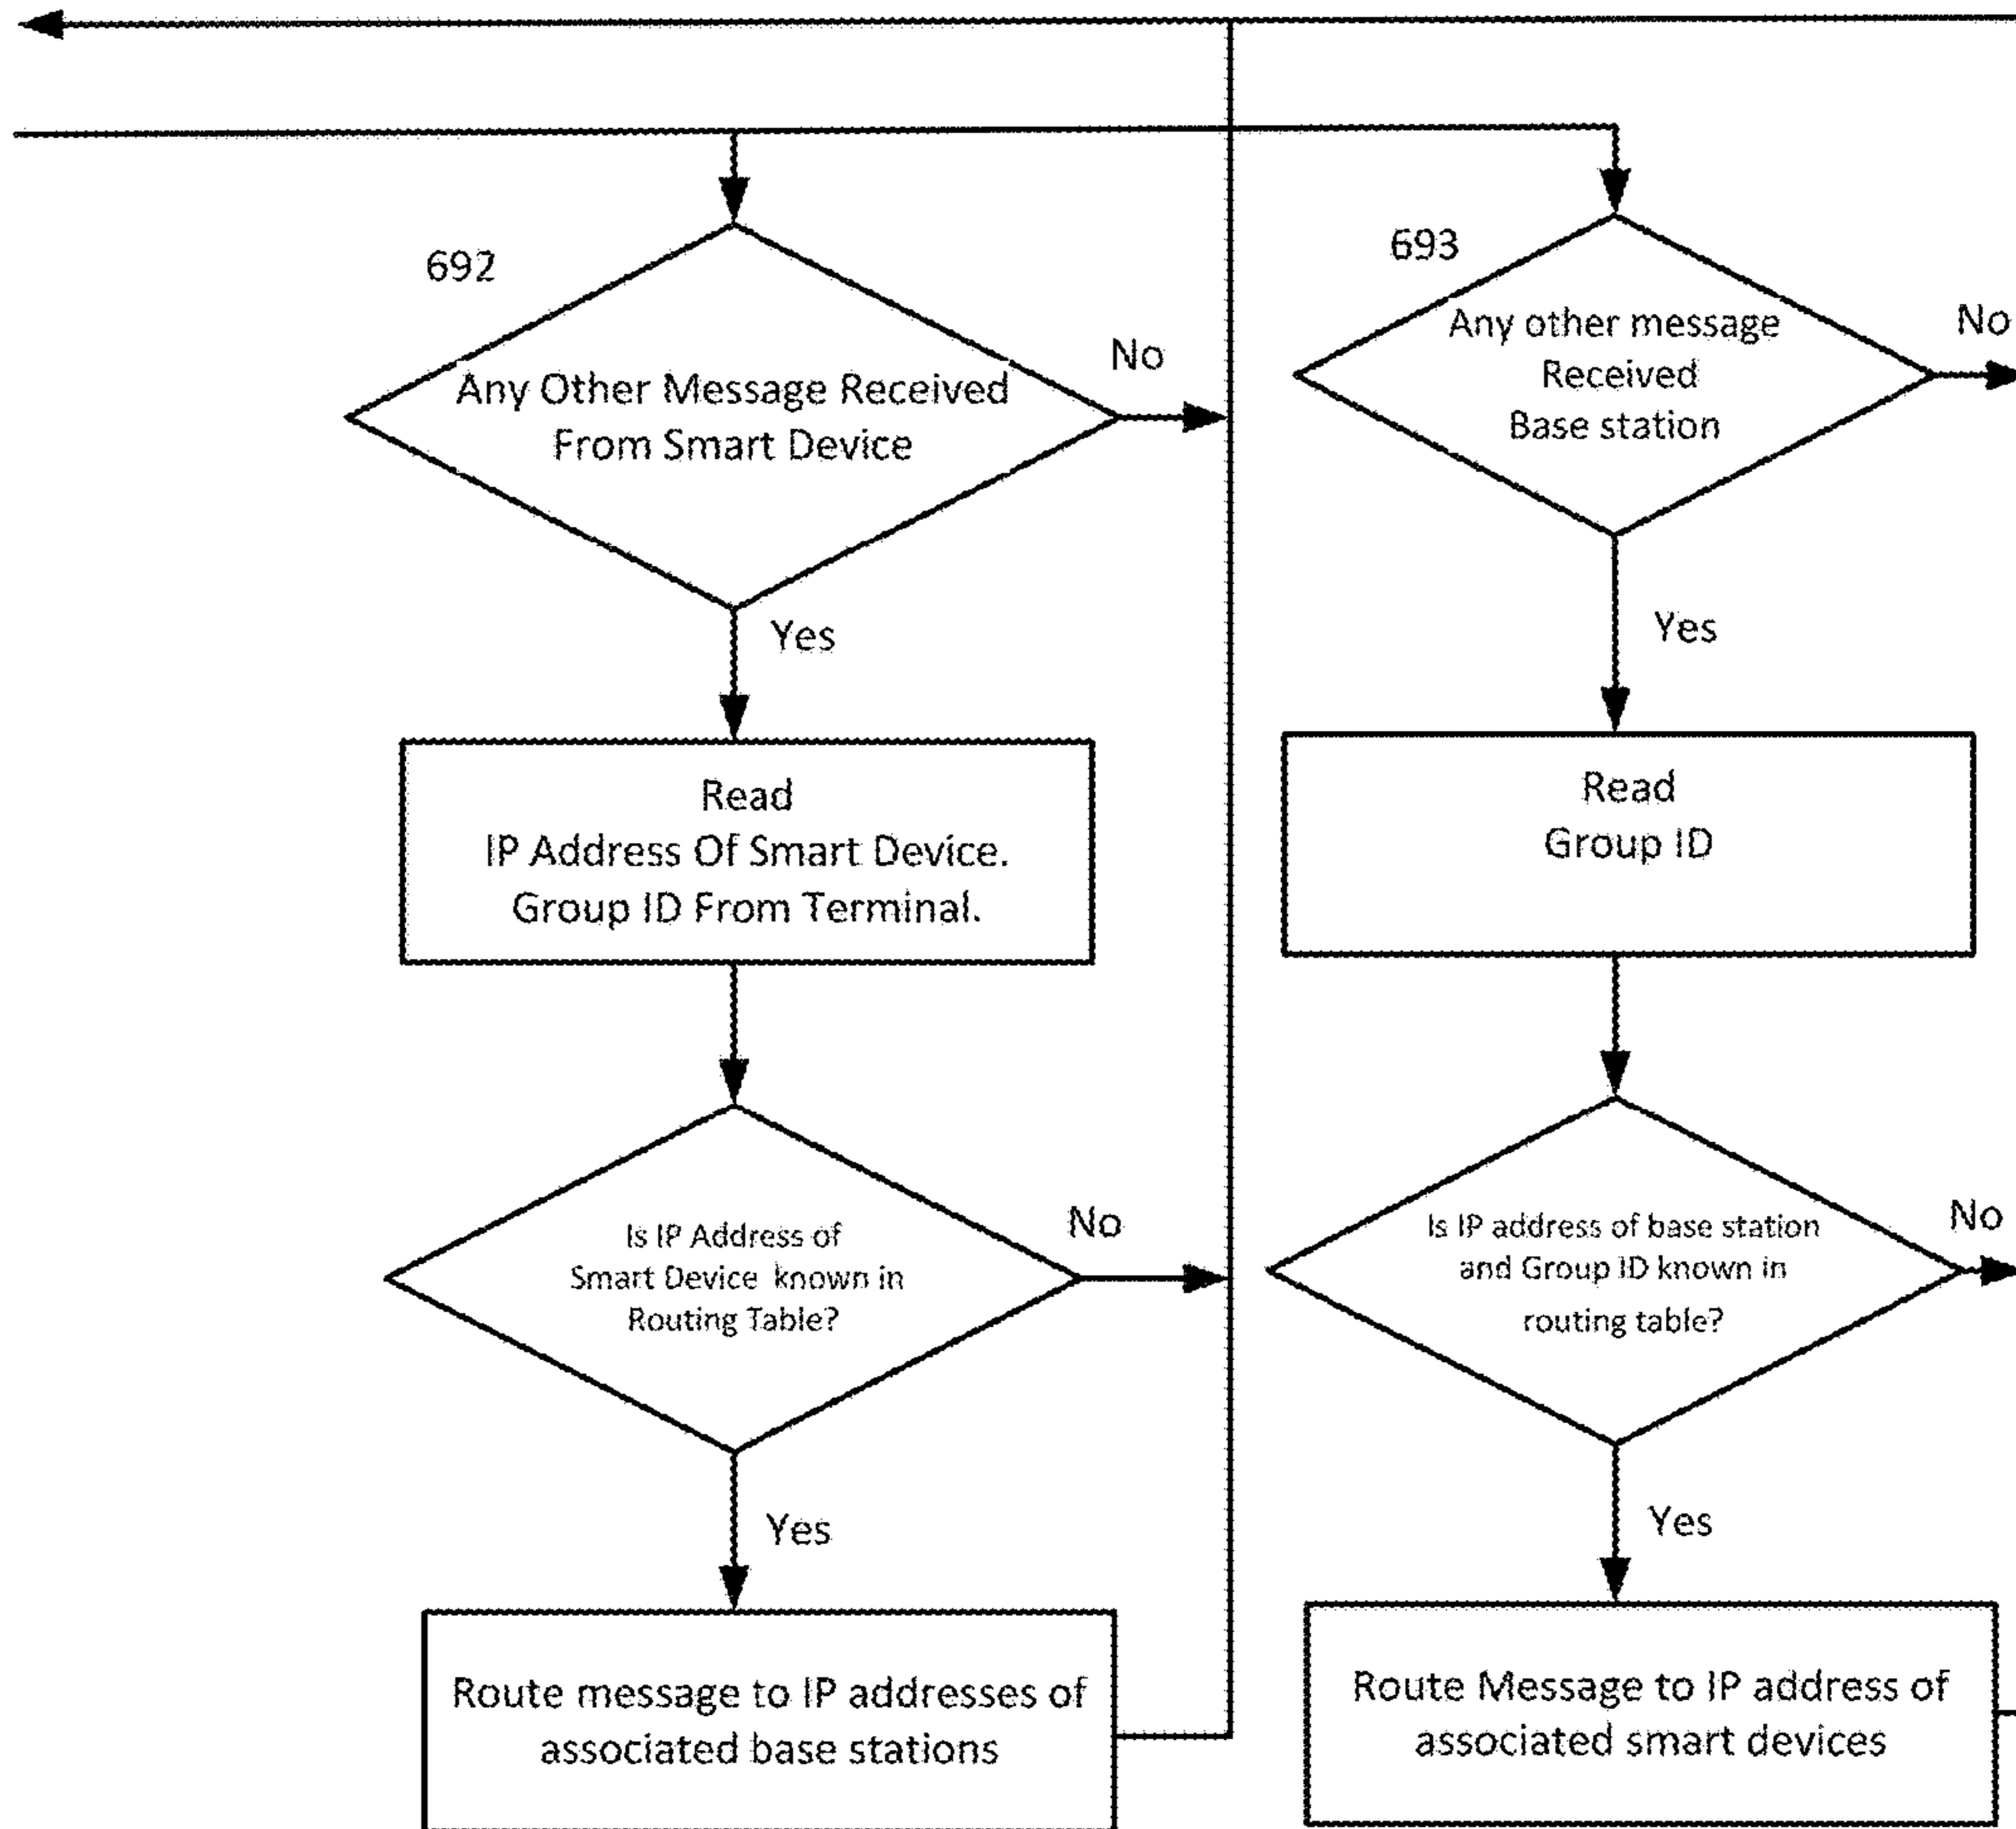 692
Any Other Message Received
From Smart Device
No
Yes
Read
IP Address Of Smart Device.
Group ID From Terminal.
Is IP Address of
Smart Device known in
Routing Table?
No
Yes
Route message to IP addresses of
associated base stations
693
Any other message
Received
Base station
No
Yes
Read
Group ID
Is IP address of base station
and Group ID known in
routing table?
No
Yes
Route Message to IP address of
associated smart devices